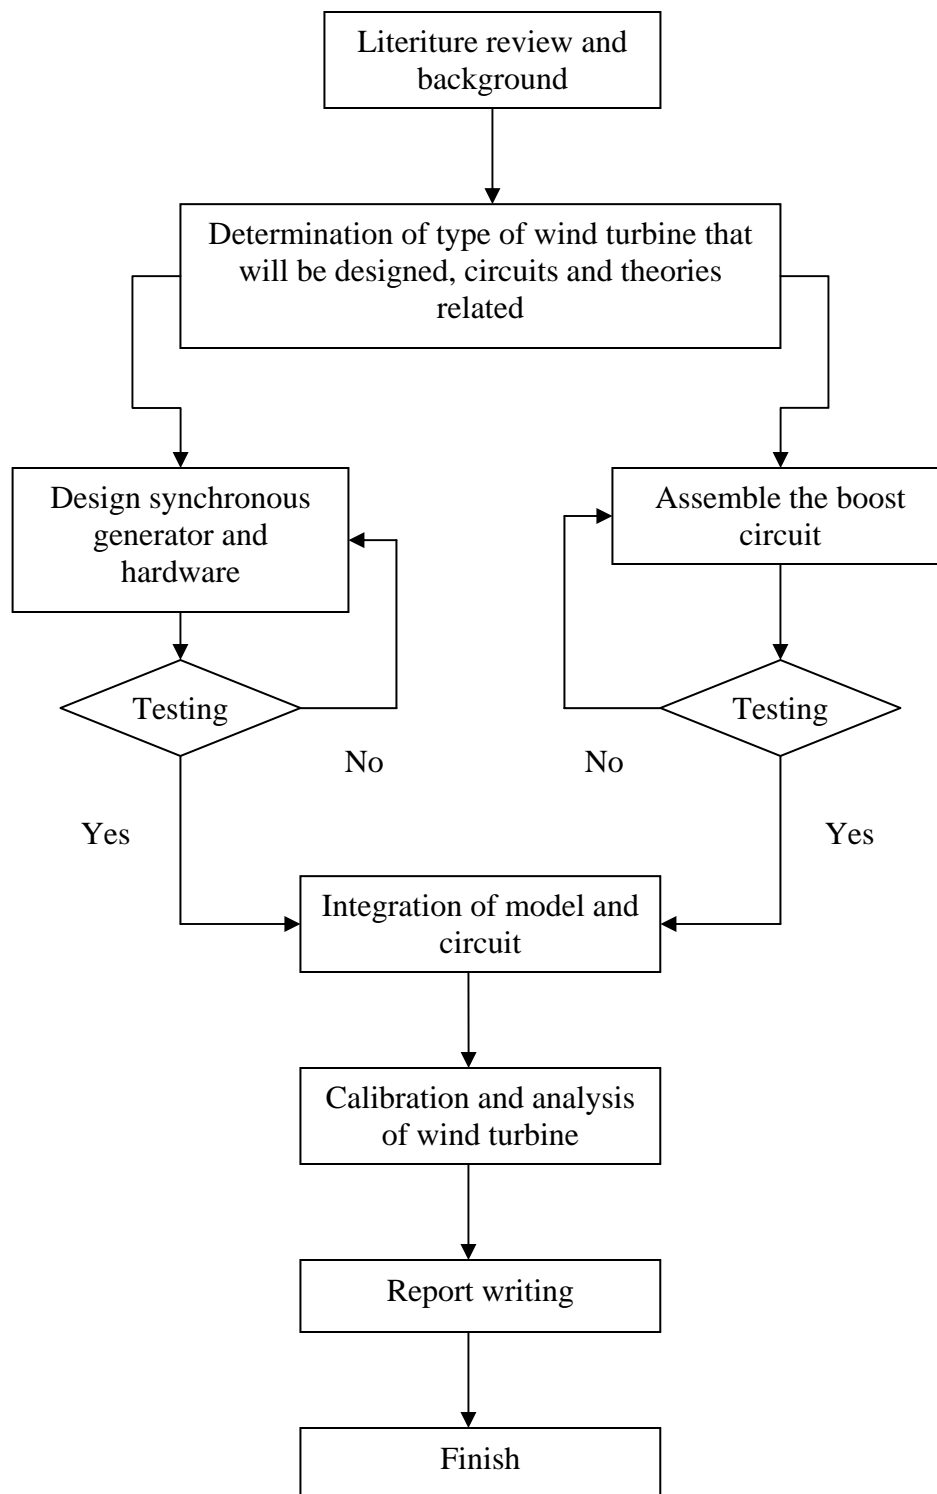 Literiture review and
background
Determination of type of wind turbine that
will be designed, circuits and theories
related
Design synchronous
generator and
hardware
Assemble the boost
circuit
Testing
Testing
No
No
Yes
Yes
Integration of model and
circuit
Calibration and analysis
of wind turbine
Report writing
Finish